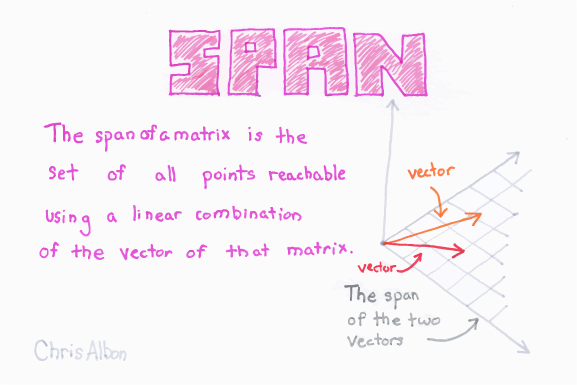 SPAN
The span of a matrix is the
set of all points reachable
using a linear combination
of the vector of that matrix.
vector
vector
The span
of the two
vectors
Chris Albon